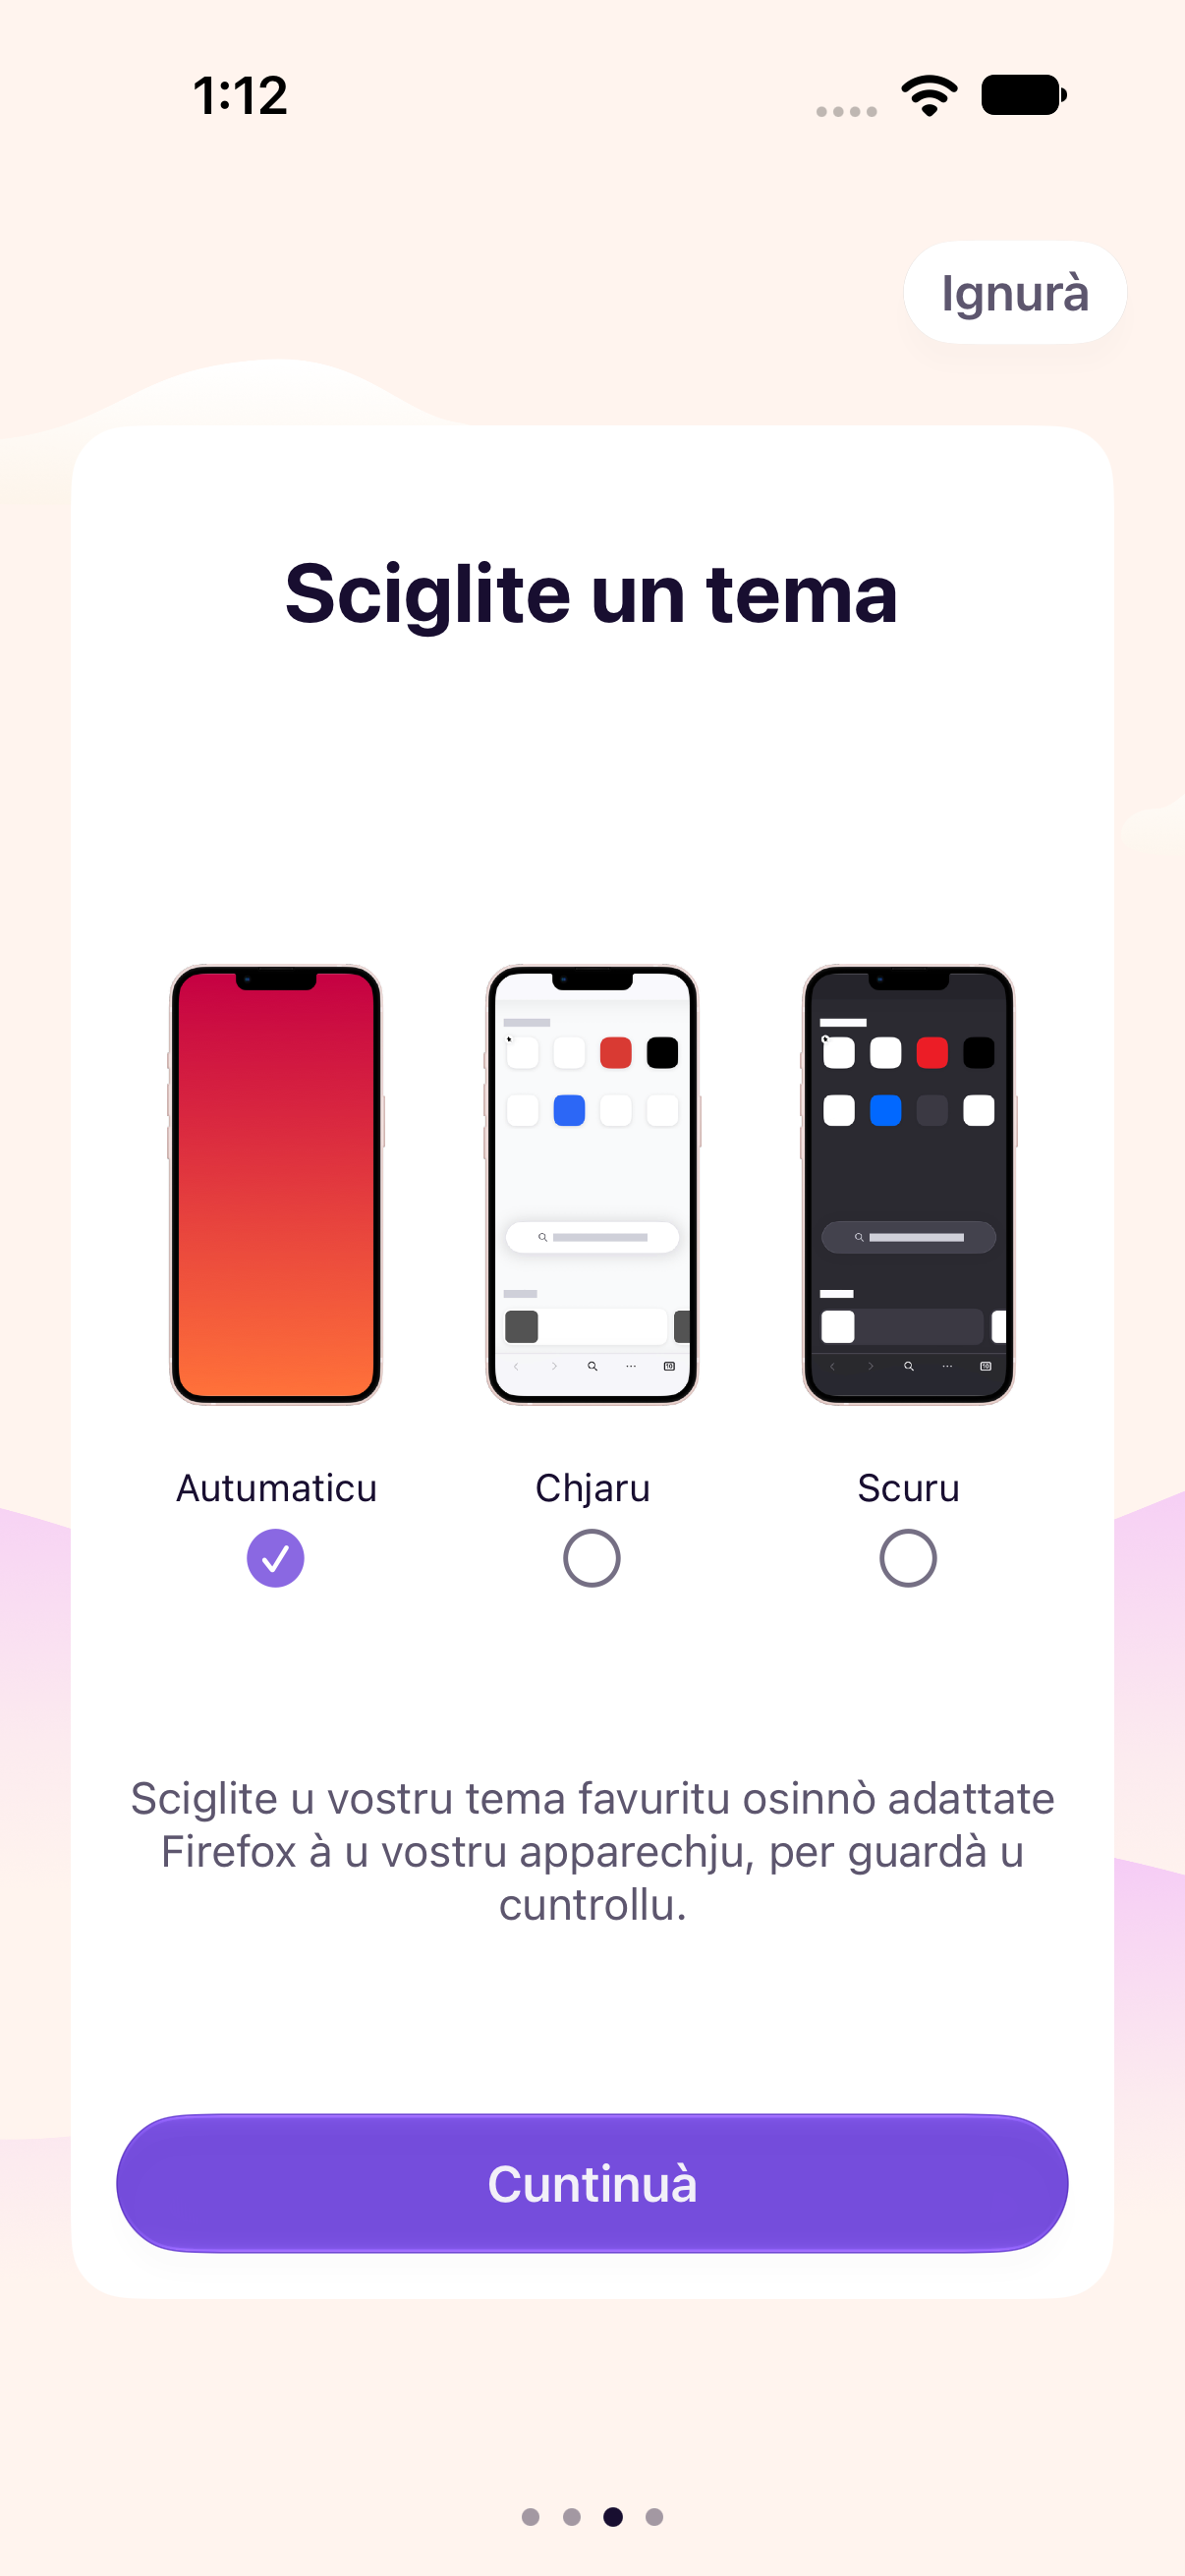 1:12
Ignurà
Sciglite un tema
Autumaticu
Chjaru
Scuru
Sciglite u vostru tema favuritu osinnò adattate
Firefox à u vostru apparechju, per guardà u
cuntrollu.
Cuntinuà